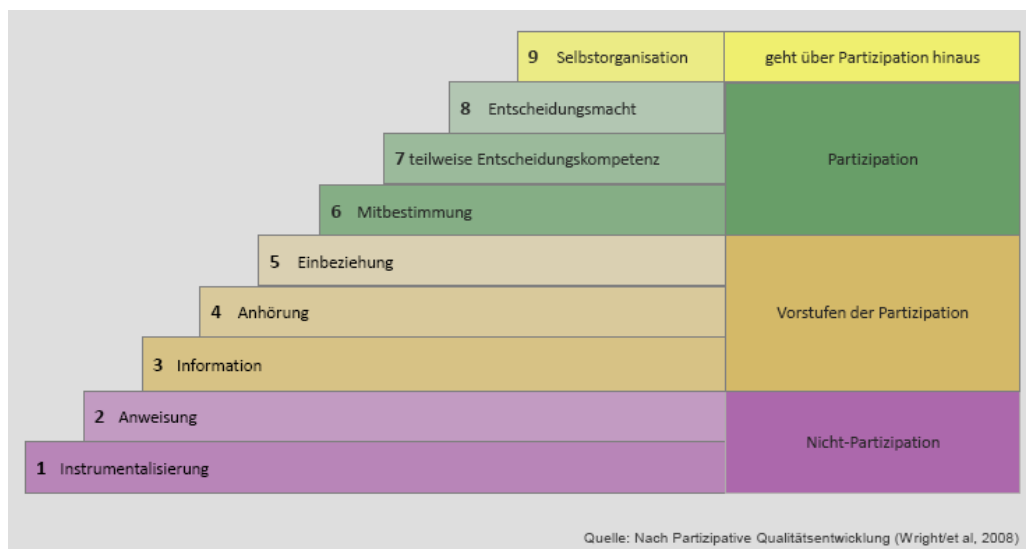 9 Selbstorganisation geht über Partizipation hinaus
8 Entscheidungsmacht
7 teilweise Entscheidungskompetenz Partizipation
6 Mitbestimmung
5 Einbeziehung
4 Anhörung Vorstufen der Partizipation
3 Information
2 Anweisung
Nicht-Partizipation
1 Instrumentalisierung
Quelle: Nach Partizipative Qualitätsentwicklung (Wright/et al, 2008)